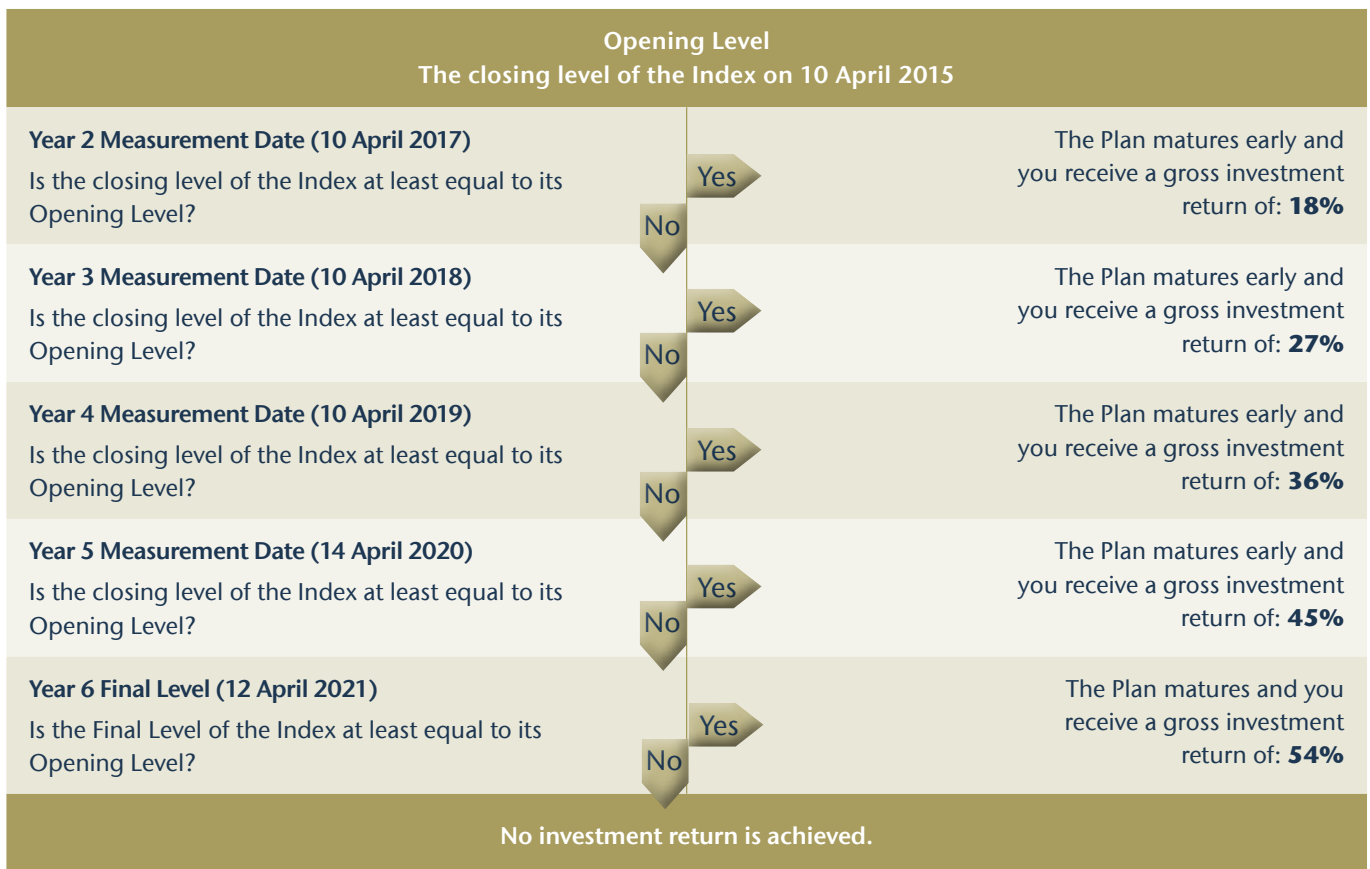 Opening Level
The closing level of the Index on 10 April 2015
Year 2 Measurement Date (10 April 2017)
Is the closing level of the Index at least equal to its
Opening Level?
Yes
No
The Plan matures early and
you receive a gross investment
return of: 18%
Year 3 Measurement Date (10 April 2018)
Is the closing level of the Index at least equal to its
Opening Level?
Yes
No
The Plan matures early and
you receive a gross investment
return of: 27%
Year 4 Measurement Date (10 April 2019)
Is the closing level of the Index at least equal to its
Opening Level?
Yes
No
The Plan matures early and
you receive a gross investment
return of: 36%
Year 5 Measurement Date (14 April 2020)
Is the closing level of the Index at least equal to its
Opening Level?
Yes
No
The Plan matures early and
you receive a gross investment
return of: 45%
Year 6 Final Level (12 April 2021)
Is the Final Level of the Index at least equal to its
Opening Level?
Yes
No
The Plan matures and you
receive a gross investment
return of: 54%
No investment return is achieved.